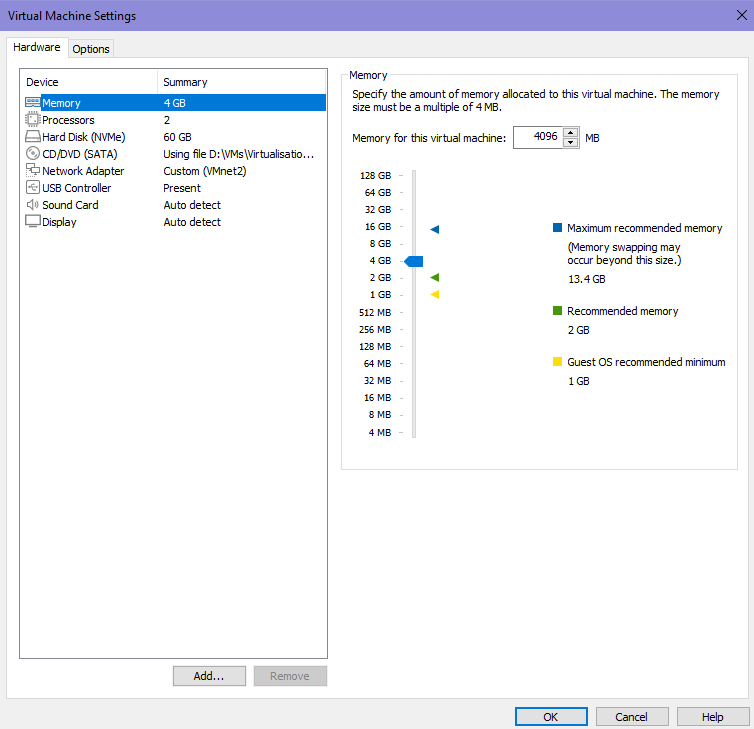 Virtual Machine Settings
Hardware
Options
Device Summary
Memory 4 GB
Processors 2
Hard Disk (NVMe) 60 GB
CD/DVD (SATA) Using file D:\VMs\Virtualisatio...
Network Adapter Custom (VMnet2)
USB Controller Present
Sound Card Auto detect
Display Auto detect
Add...
Remove
Memory
Specify the amount of memory allocated to this virtual machine. The memory
size must be a multiple of 4 MB.
Memory for this virtual machine: 4096 MB
128 GB
64 GB
32 GB
16 GB
8 GB
4 GB
2 GB
1 GB
512 MB
256 MB
128 MB
64 MB
32 MB
16 MB
8 MB
4 MB
Maximum recommended memory
(Memory swapping may
occur beyond this size.)
13.4 GB
Recommended memory
2 GB
Guest OS recommended minimum
1 GB
OK
Cancel
Help